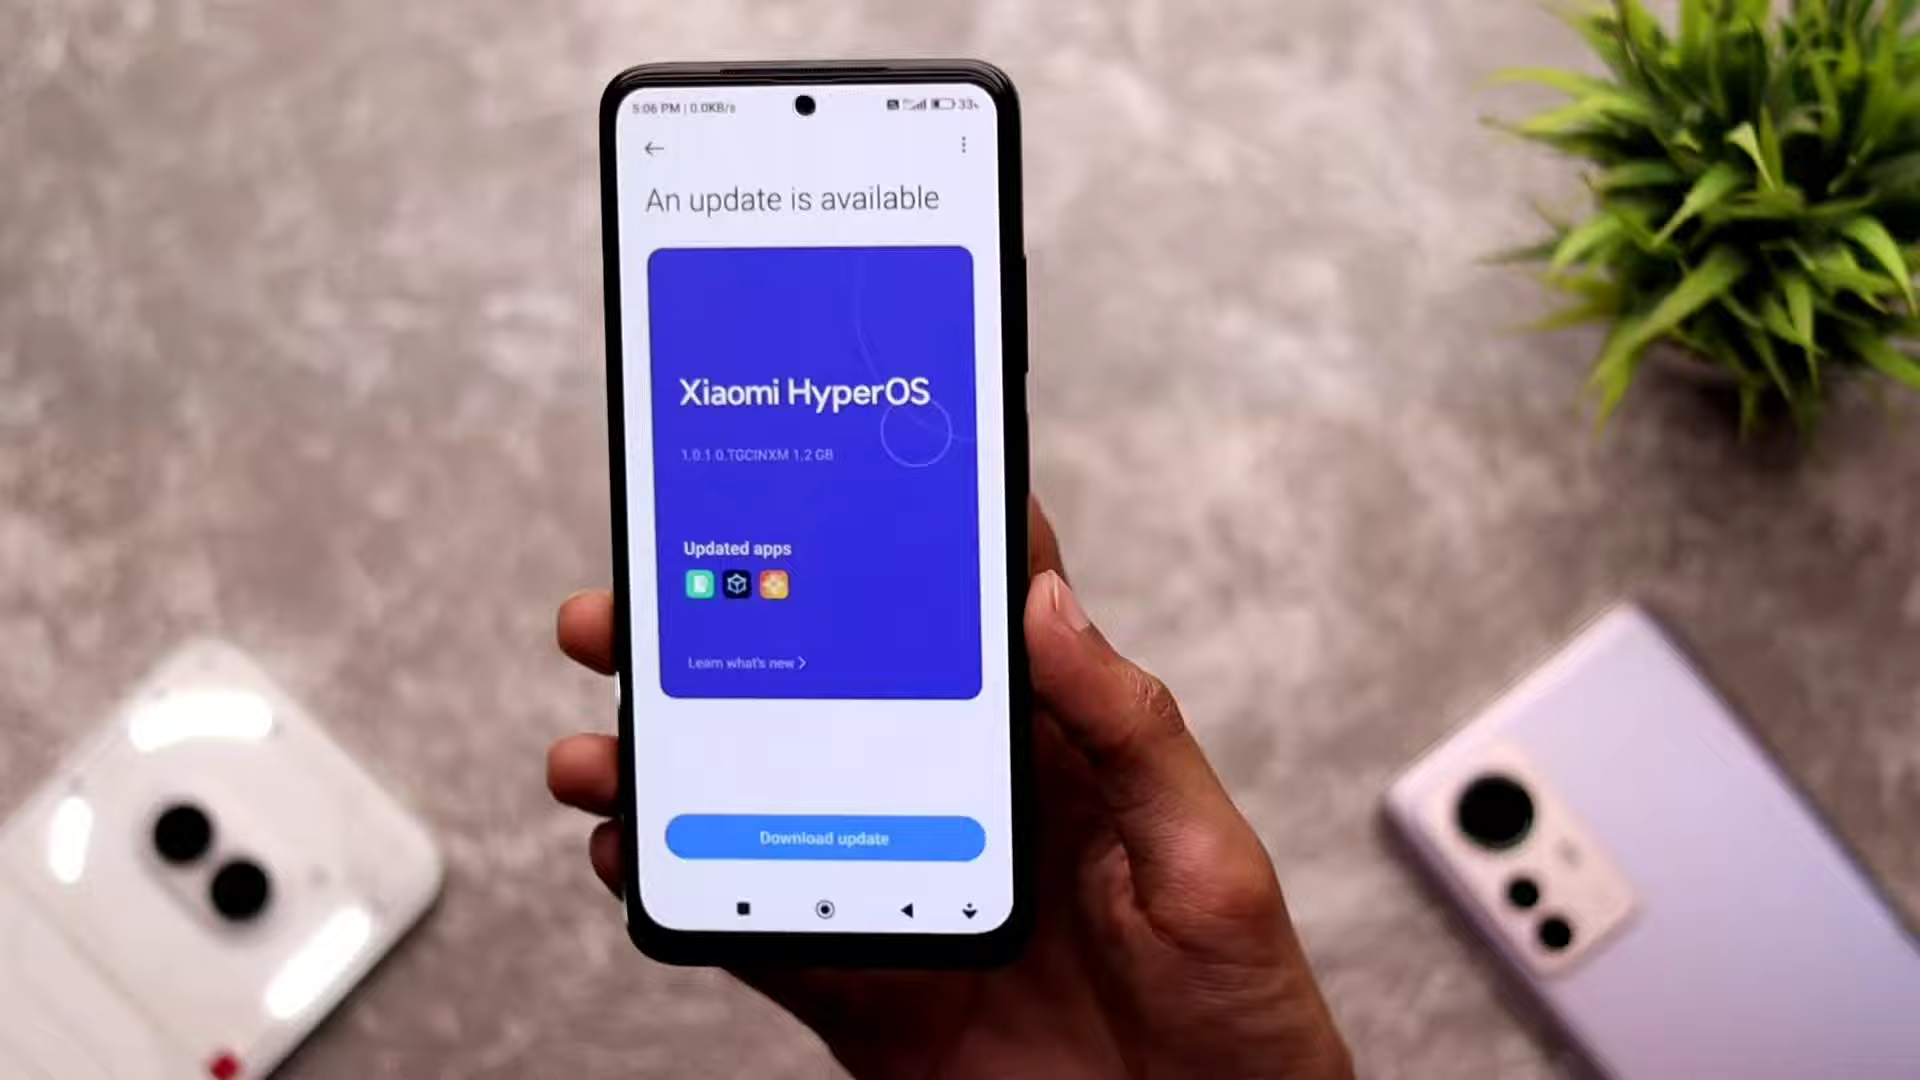 5:06 PM | 0.0KB/s 33%
An update is available
Xiaomi HyperOS
1.0.1.0.TGCINXM 1.2 GB
Updated apps
Learn what's new >
Download update